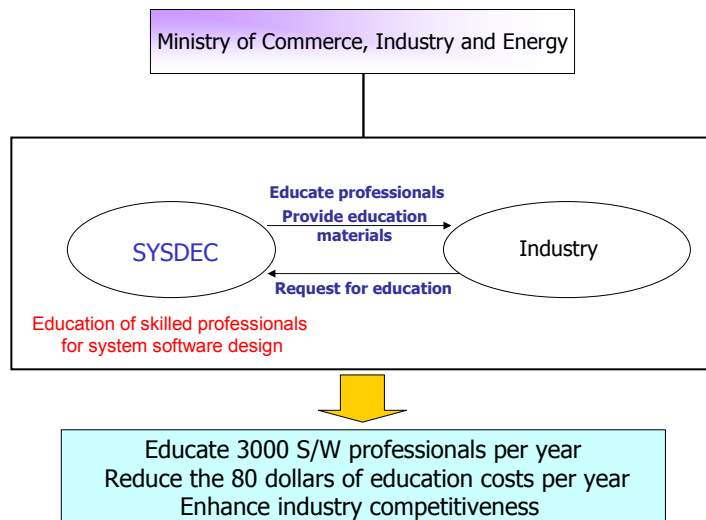 Ministry of Commerce, Industry and Energy
Educate professionals
Provide education
materials
SYSDEC
Industry
Request for education
Education of skilled professionals
for system software design
Educate 3000 S/W professionals per year
Reduce the 80 dollars of education costs per year
Enhance industry competitiveness